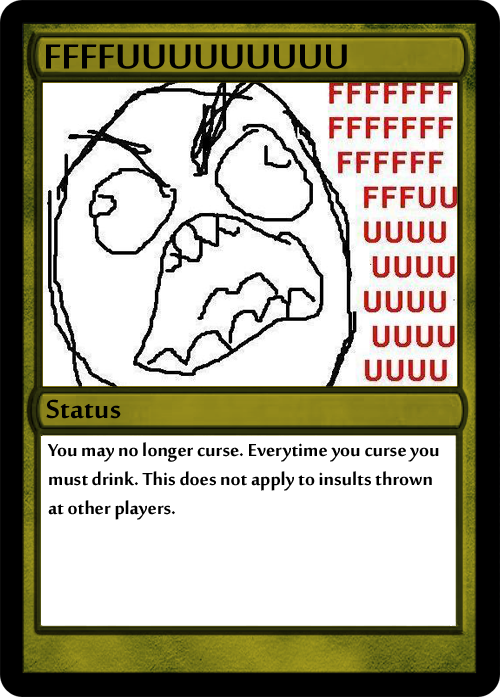 FFFFUUUUUUUUU
FFFFFFF
FFFFFFF
FFFFFF
FFFUU
UUUU
UUUU
UUUU
UUUU
UUUU
Status
You may no longer curse. Everytime you curse you
must drink. This does not apply to insults thrown
at other players.